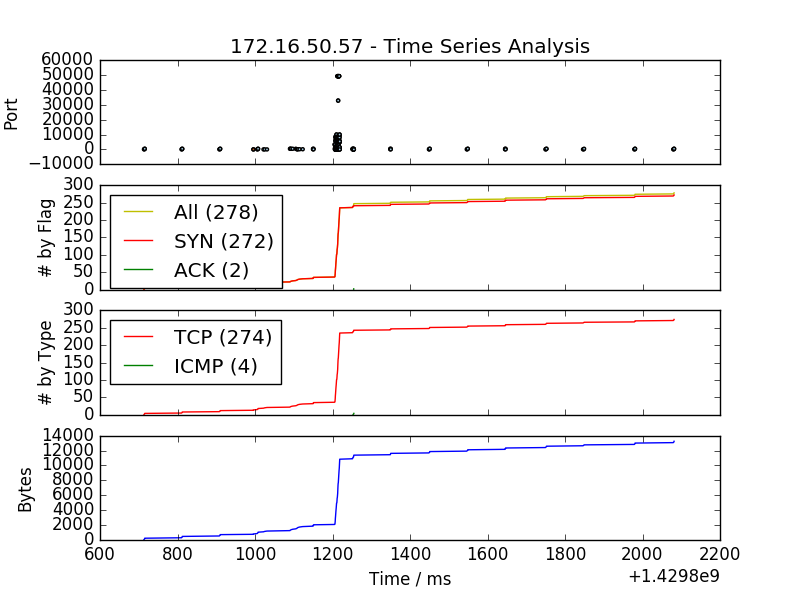 172.16.50.57 - Time Series Analysis
Port
60000
50000
40000
30000
20000
10000
0
−10000
# by Flag
300
250
200
150
100
50
0
All (278)
SYN (272)
ACK (2)
# by Type
300
250
200
150
100
50
0
TCP (274)
ICMP (4)
Bytes
14000
12000
10000
8000
6000
4000
2000
0
600 800 1000 1200 1400 1600 1800 2000 2200
Time / ms
+1.4298e9